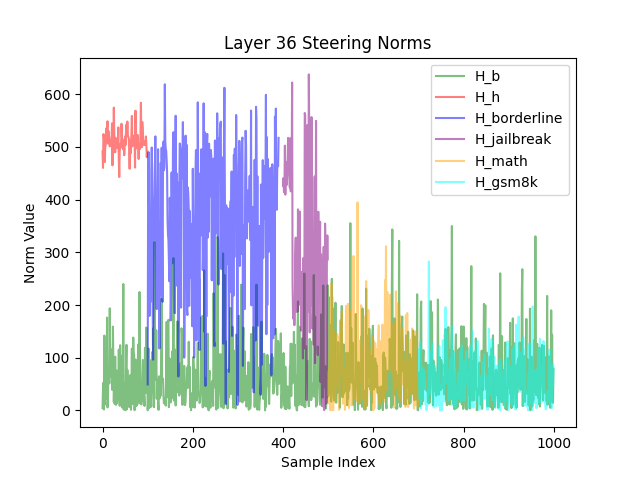 Layer 36 Steering Norms
H_b
H_h
H_borderline
H_jailbreak
H_math
H_gsm8k
600
500
400
300
200
100
0
Norm Value
0
200
400
600
800
1000
Sample Index